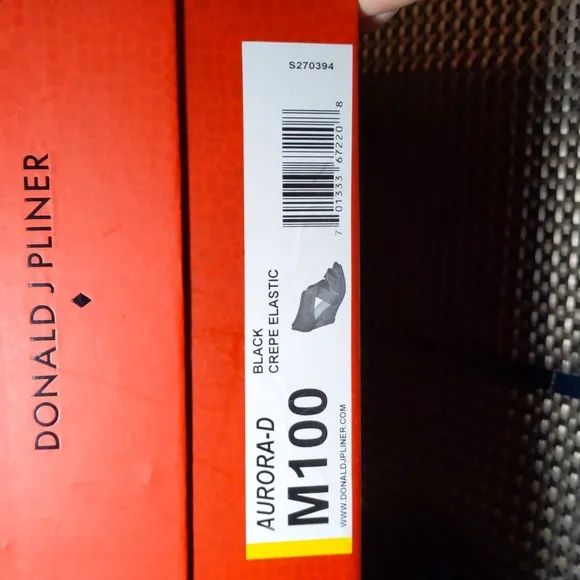 DONALD J PLINER
S270394
7 01333 67220 8
BLACK
CREPE ELASTIC
AURORA-D
M100
WWW.DONALDJPLINER.COM